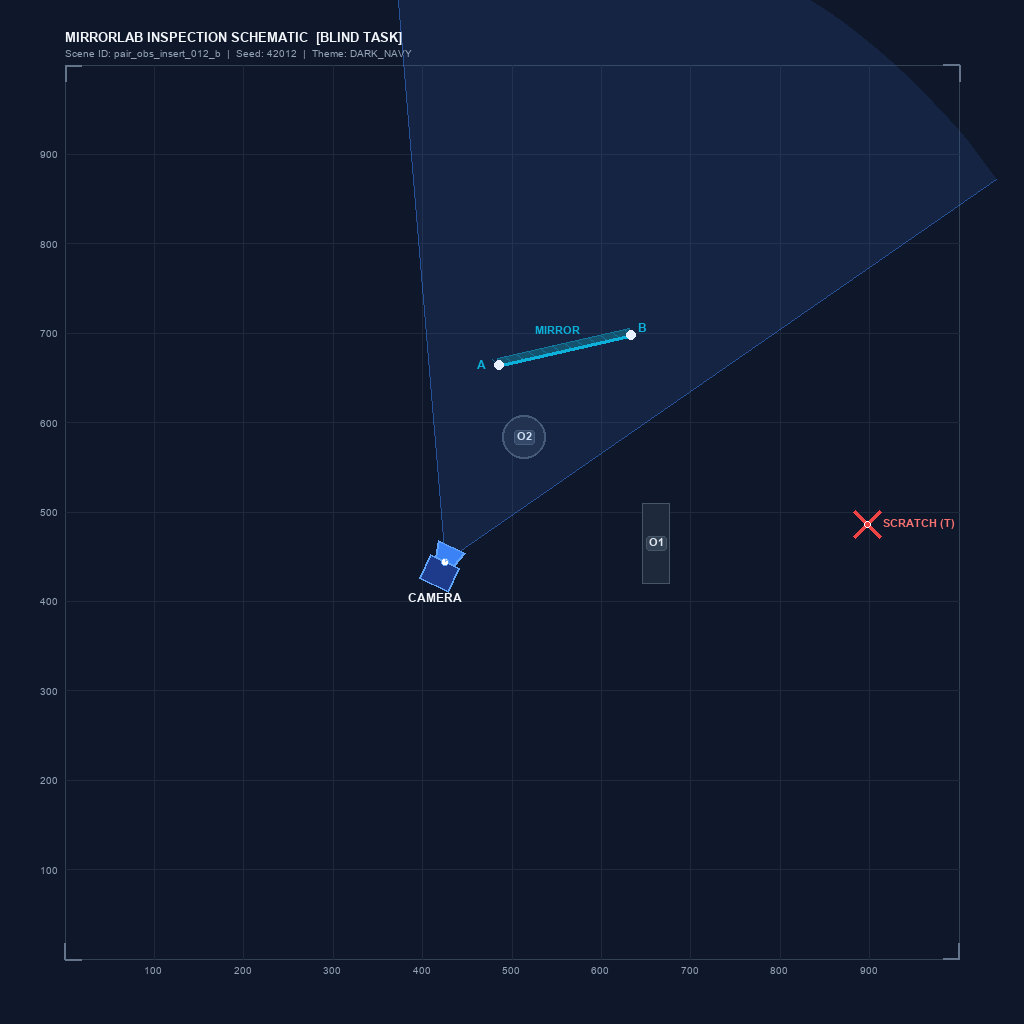 MIRRORLAB INSPECTION SCHEMATIC [BLIND TASK]
Scene ID: pair_obs_insert_012_b | Seed: 42012 | Theme: DARK_NAVY
900
800
700
600
500
400
300
200
100
MIRROR
B
A
O2
O1
SCRATCH (T)
CAMERA
100 200 300 400 500 600 700 800 900